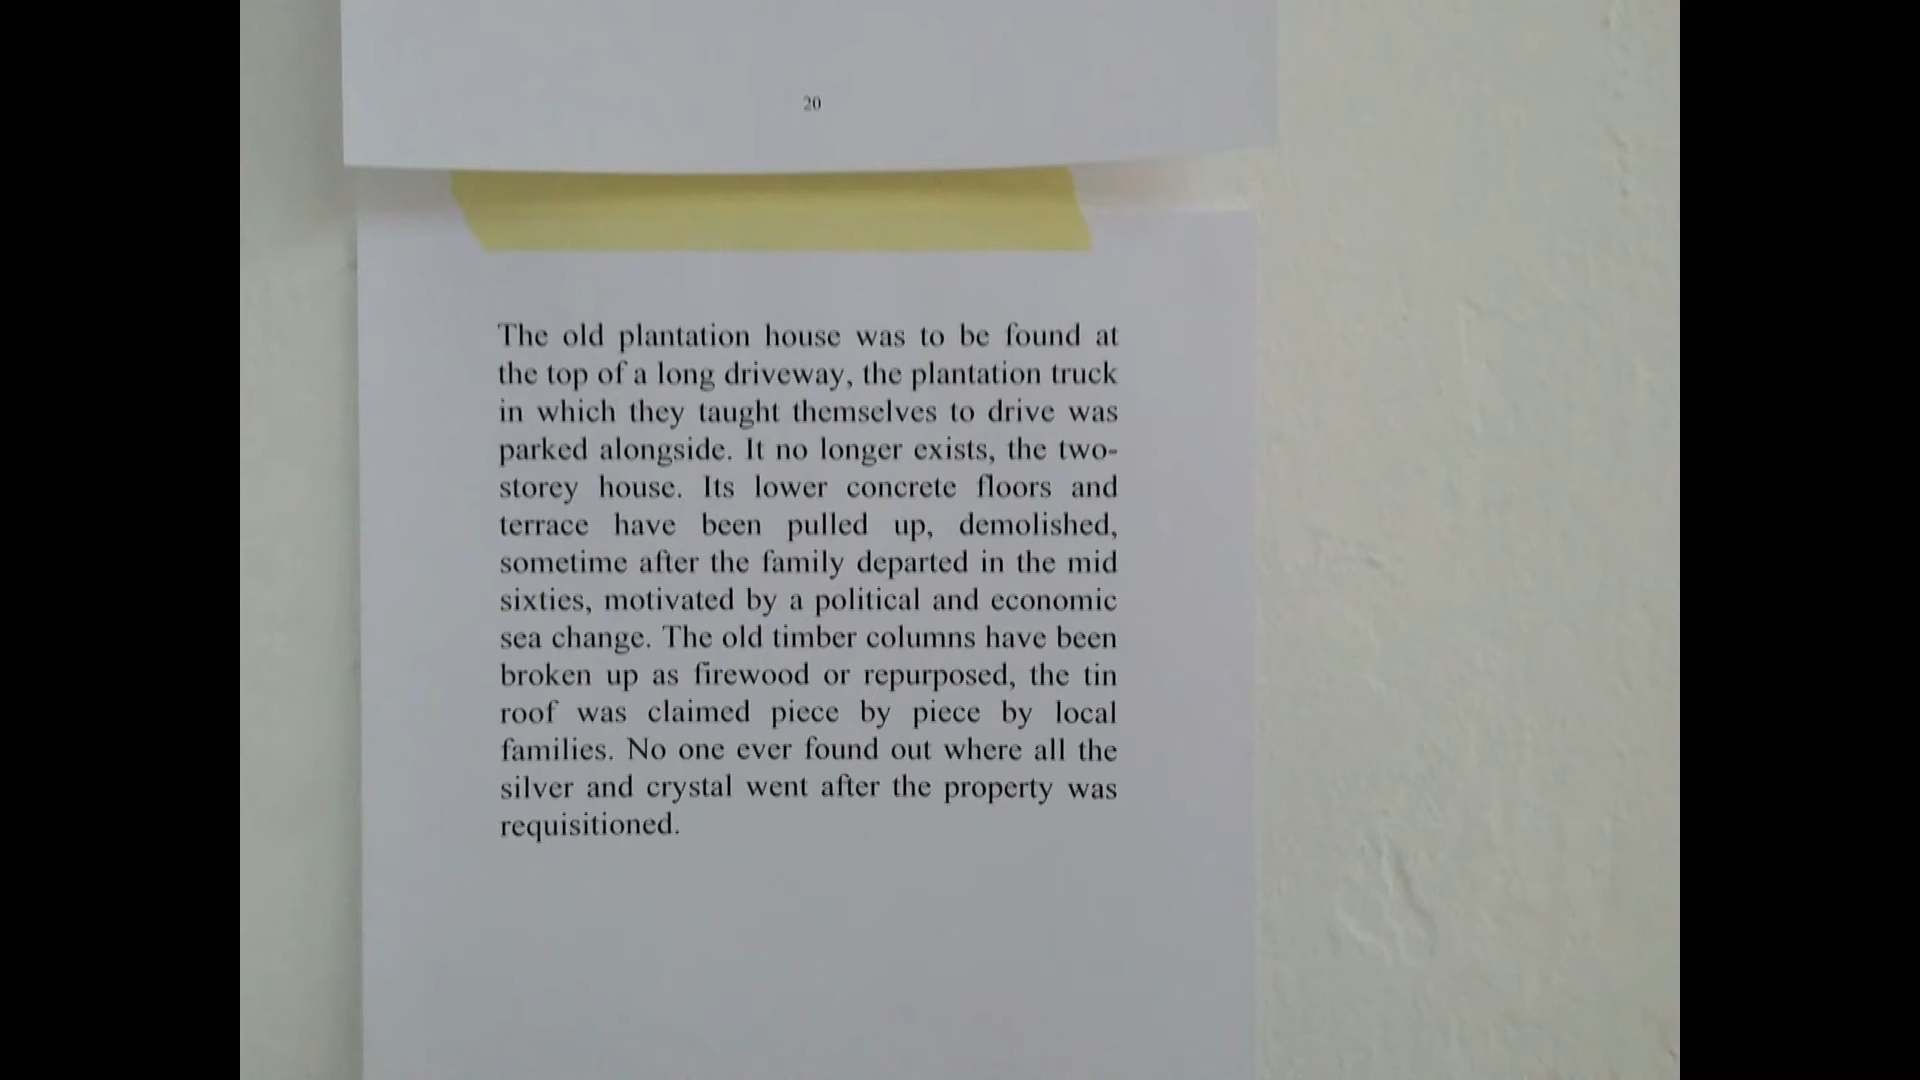 20
The old plantation house was to be found at
the top of a long driveway, the plantation truck
in which they taught themselves to drive was
parked alongside. It no longer exists, the two-
storey house. Its lower concrete floors and
terrace have been pulled up, demolished,
sometime after the family departed in the mid
sixties, motivated by a political and economic
sea change. The old timber columns have been
broken up as firewood or repurposed, the tin
roof was claimed piece by piece by local
families. No one ever found out where all the
silver and crystal went after the property was
requisitioned.